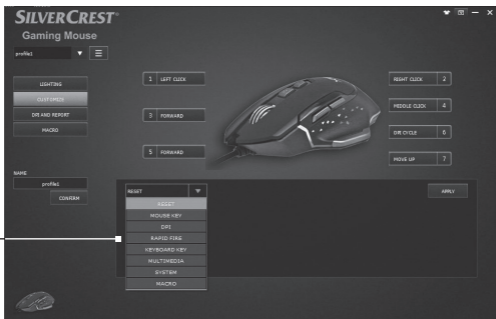 SILVERCREST®
Gaming Mouse
profile1
LIGHTING
CUSTOMIZE
DPI AND REPORT
MACRO
NAME
profile1
CONFIRM
1 LEFT CLICK
3 FORWARD
5 FORWARD
RIGHT CLICK 2
MIDDLE CLICK 4
DPI CYCLE 6
MOVE UP 7
RESET
APPLY
RESET
MOUSE KEY
DPI
RAPID FIRE
KEYBOARD KEY
MULTIMEDIA
SYSTEM
MACRO